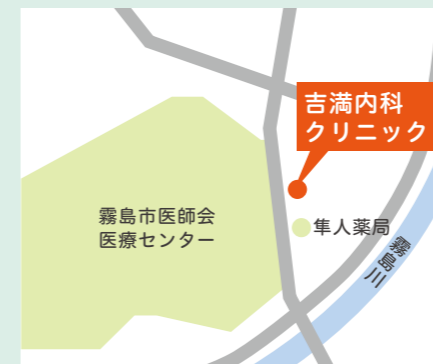 吉満内科
クリニック
霧島市医師会
医療センター
隼人薬局
霧島川